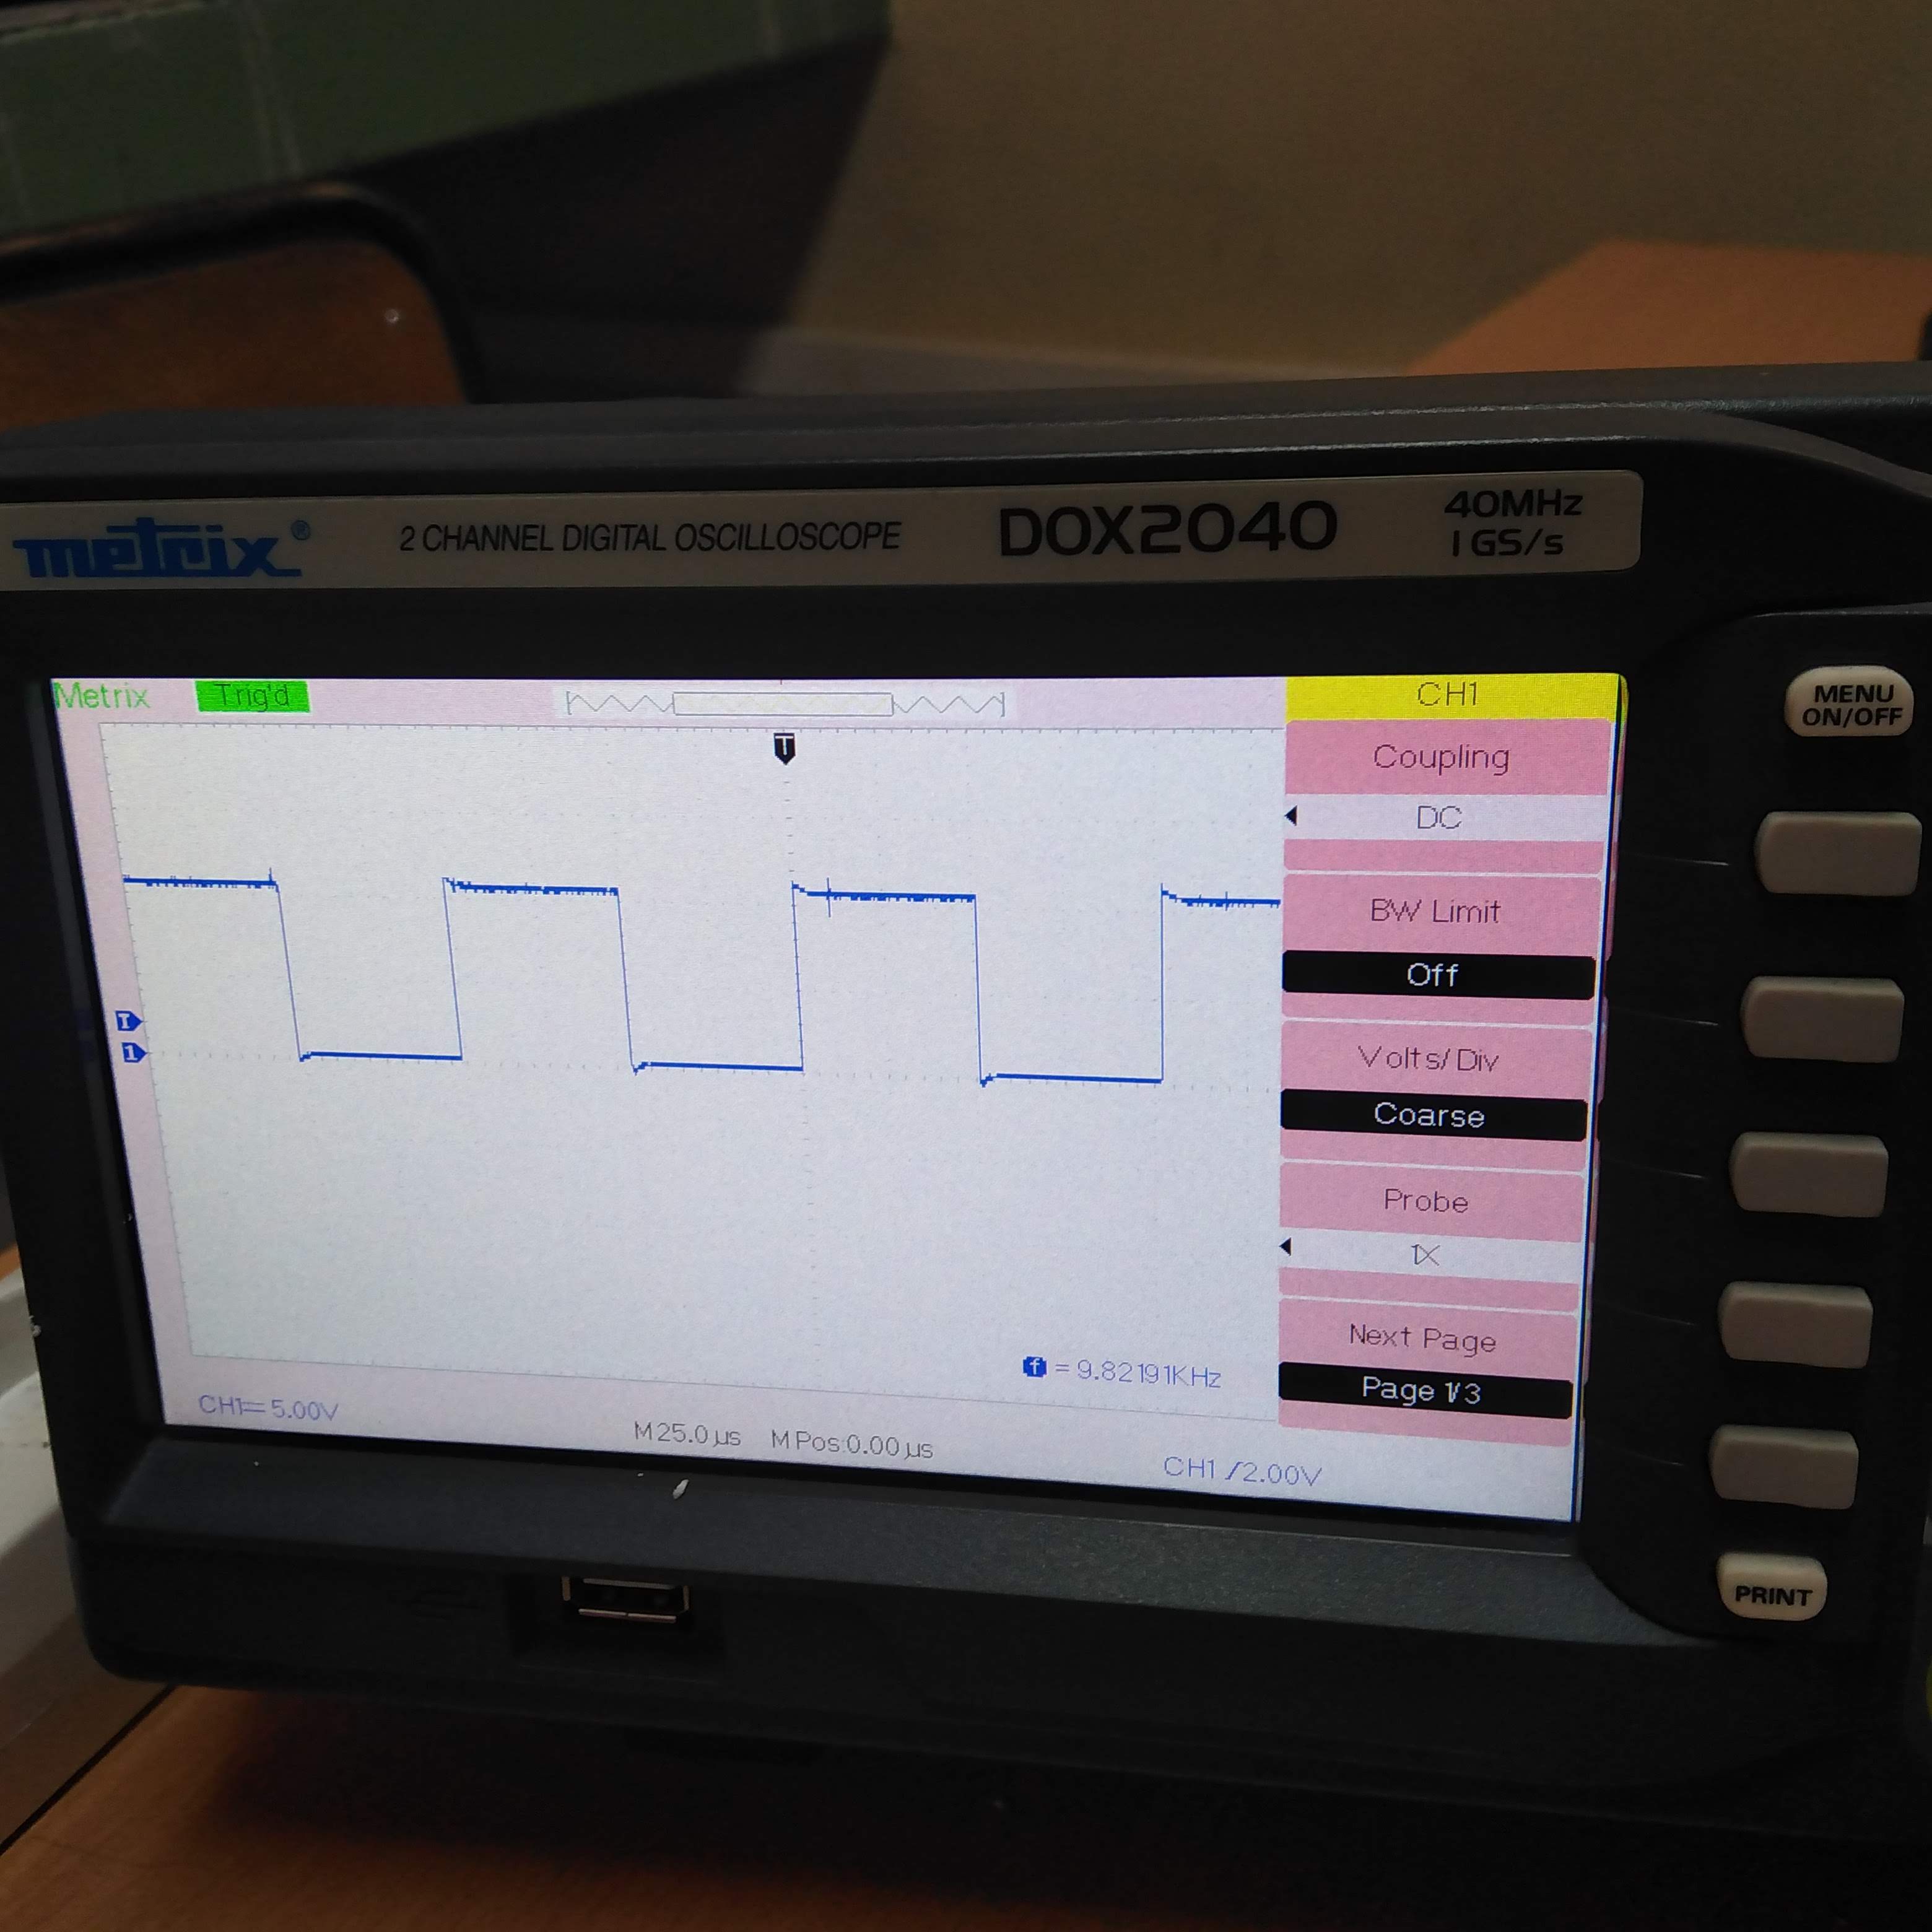 metrix®
2 CHANNEL DIGITAL OSCILLOSCOPE
DOX2040
40MHz
1GS/s
Metrix
Trig'd
T
CH1
Coupling
DC
BW Limit
Off
Volts/Div
Coarse
Probe
1X
Next Page
Page 1/3
T
1
f = 9.82191KHz
CH1 5.00V
M 25.0µs
M Pos:0.00µs
CH1 /2.00V
MENU
ON/OFF
PRINT